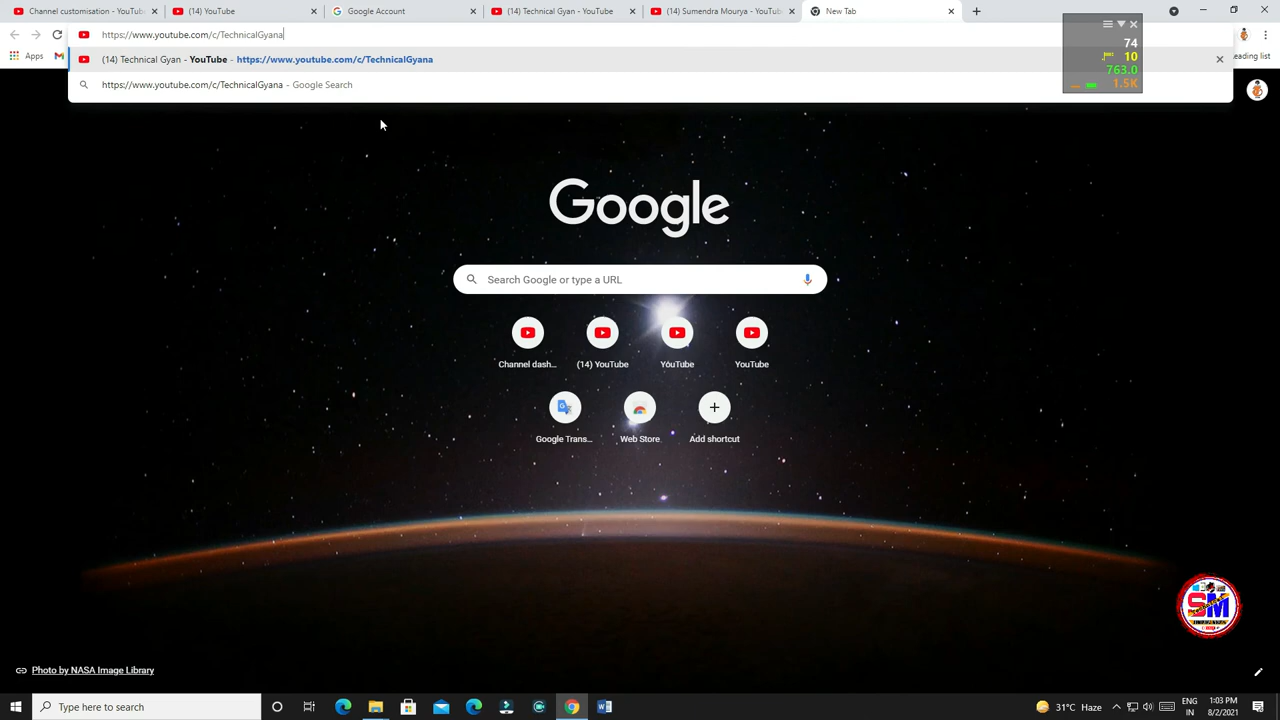 Channel customisation - YouTub
(14) YouTube
Google Account
(14) Technical Gyan - YouTube
(14) Sumendra Mourya - YouTub
New Tab
https://www.youtube.com/c/TechnicalGyana
Apps
(14) Technical Gyan - YouTube - https://www.youtube.com/c/TechnicalGyana
https://www.youtube.com/c/TechnicalGyana - Google Search
eading list
74
10
763.0
1.5K
Google
Search Google or type a URL
Channel dash...
(14) YouTube
YouTube
YouTube
Google Trans...
Web Store
Add shortcut
SM
Photo by NASA Image Library
Type here to search
31°C Haze
ENG
IN
1:03 PM
8/2/2021